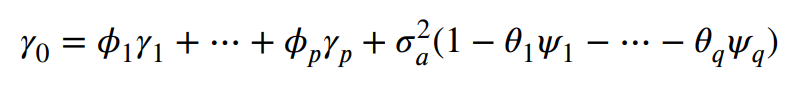 γ₀ = ϕ₁γ₁ + ⋯ + ϕₚγₚ + σₐ²(1 − θ₁ψ₁ − ⋯ − θ_qψ_q)